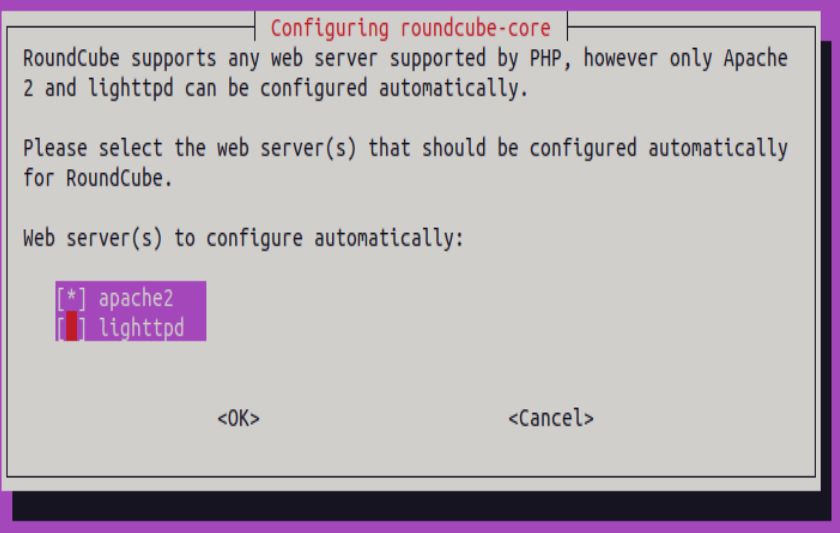 Configuring roundcube-core
RoundCube supports any web server supported by PHP, however only Apache
2 and lighttpd can be configured automatically.
Please select the web server(s) that should be configured automatically
for RoundCube.
Web server(s) to configure automatically:
[*] apache2
[ ] lighttpd
<OK> <Cancel>